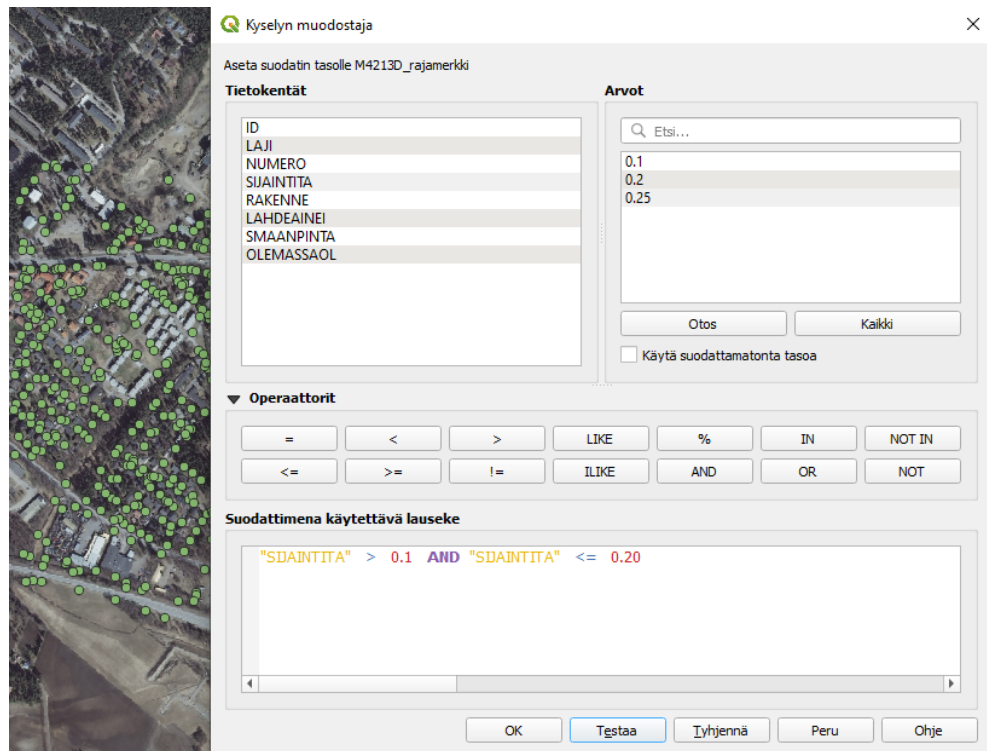 Kyselyn muodostaja
Aseta suodatin tasolle M4213D_rajamerkki
Tietokentät
ID
LAJI
NUMERO
SIJAINTITA
RAKENNE
LAHDEAINEI
SMAANPINTA
OLEMASSAOL
Arvot
Etsi...
0.1
0.2
0.25
Otos
Kaikki
Käytä suodattamatonta tasoa
Operaattorit
= < > LIKE % IN NOT IN
<= >= != ILIKE AND OR NOT
Suodattimena käytettävä lauseke
"SIJAINTITA" > 0.1 AND "SIJAINTITA" <= 0.20
OK Testaa Tyhjennä Peru Ohje